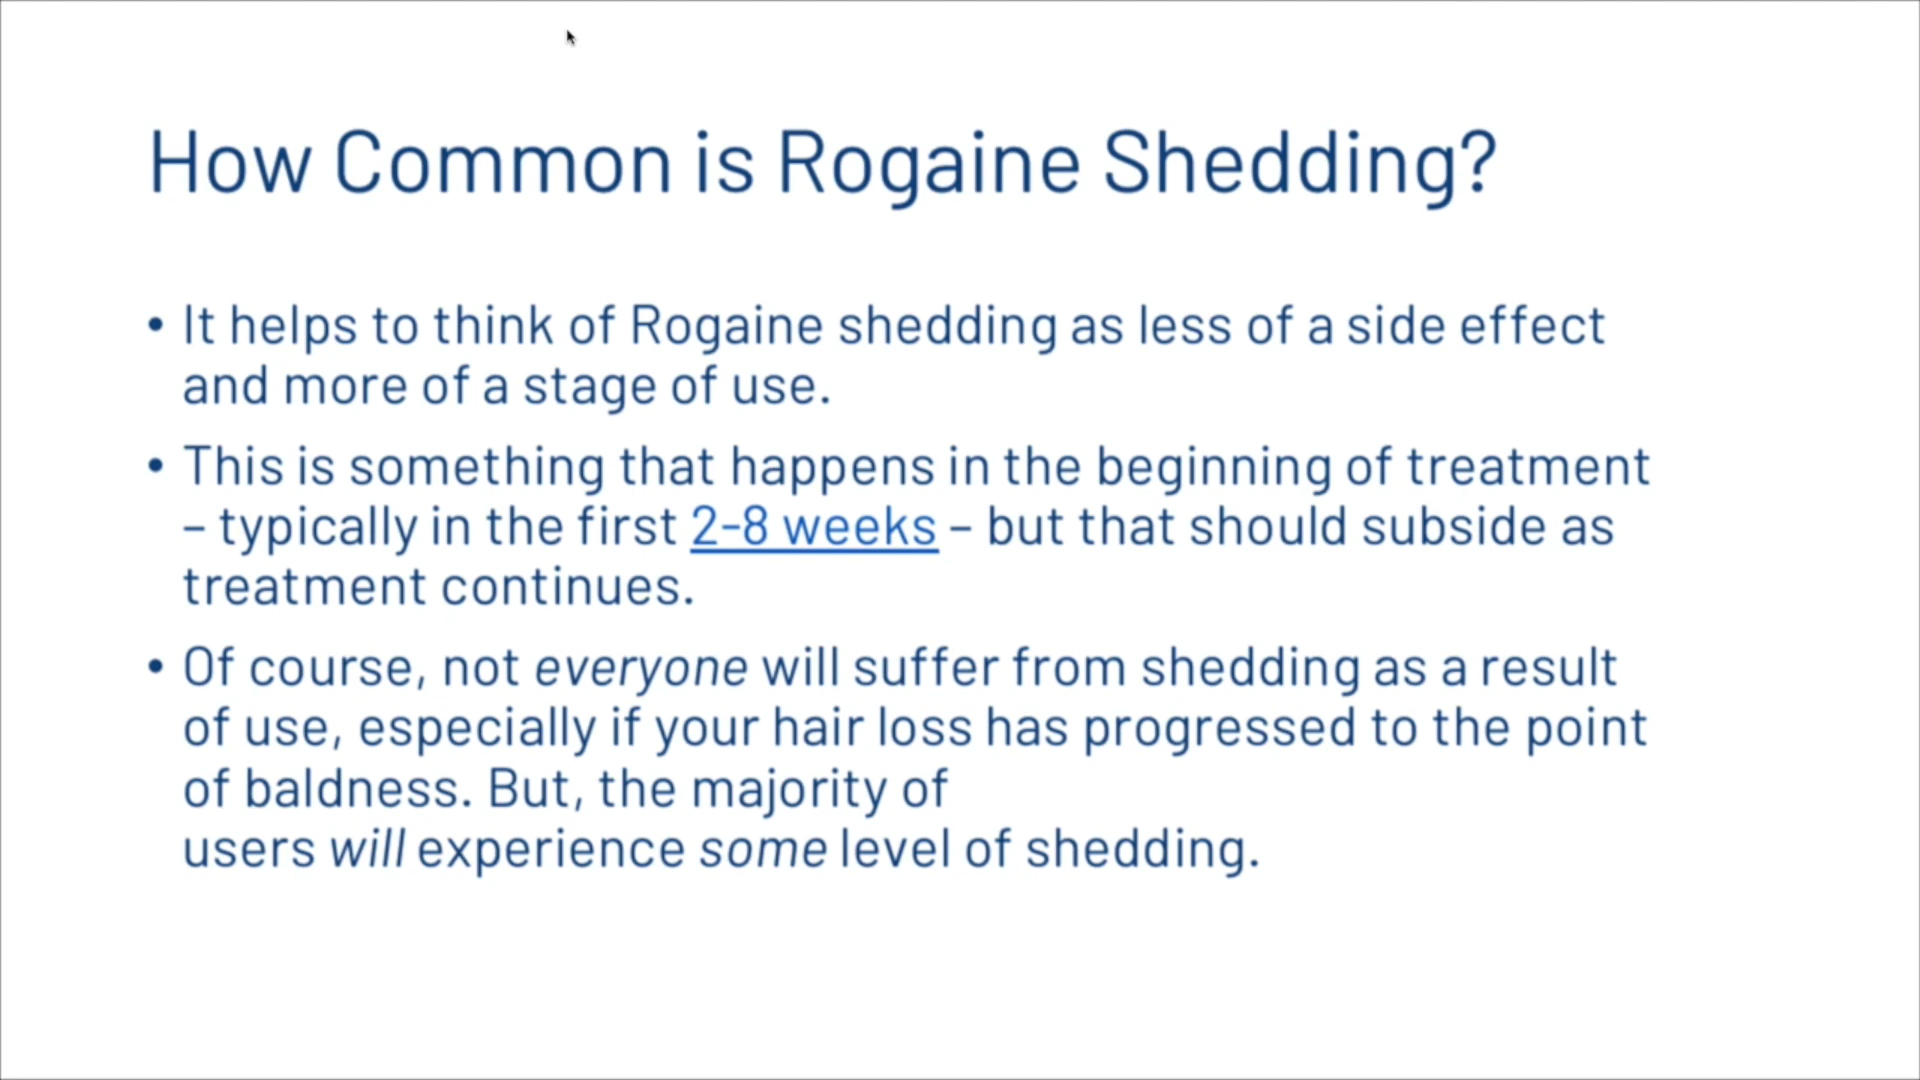 How Common is Rogaine Shedding?
• It helps to think of Rogaine shedding as less of a side effect
and more of a stage of use.
• This is something that happens in the beginning of treatment
– typically in the first 2-8 weeks – but that should subside as
treatment continues.
• Of course, not everyone will suffer from shedding as a result
of use, especially if your hair loss has progressed to the point
of baldness. But, the majority of
users will experience some level of shedding.